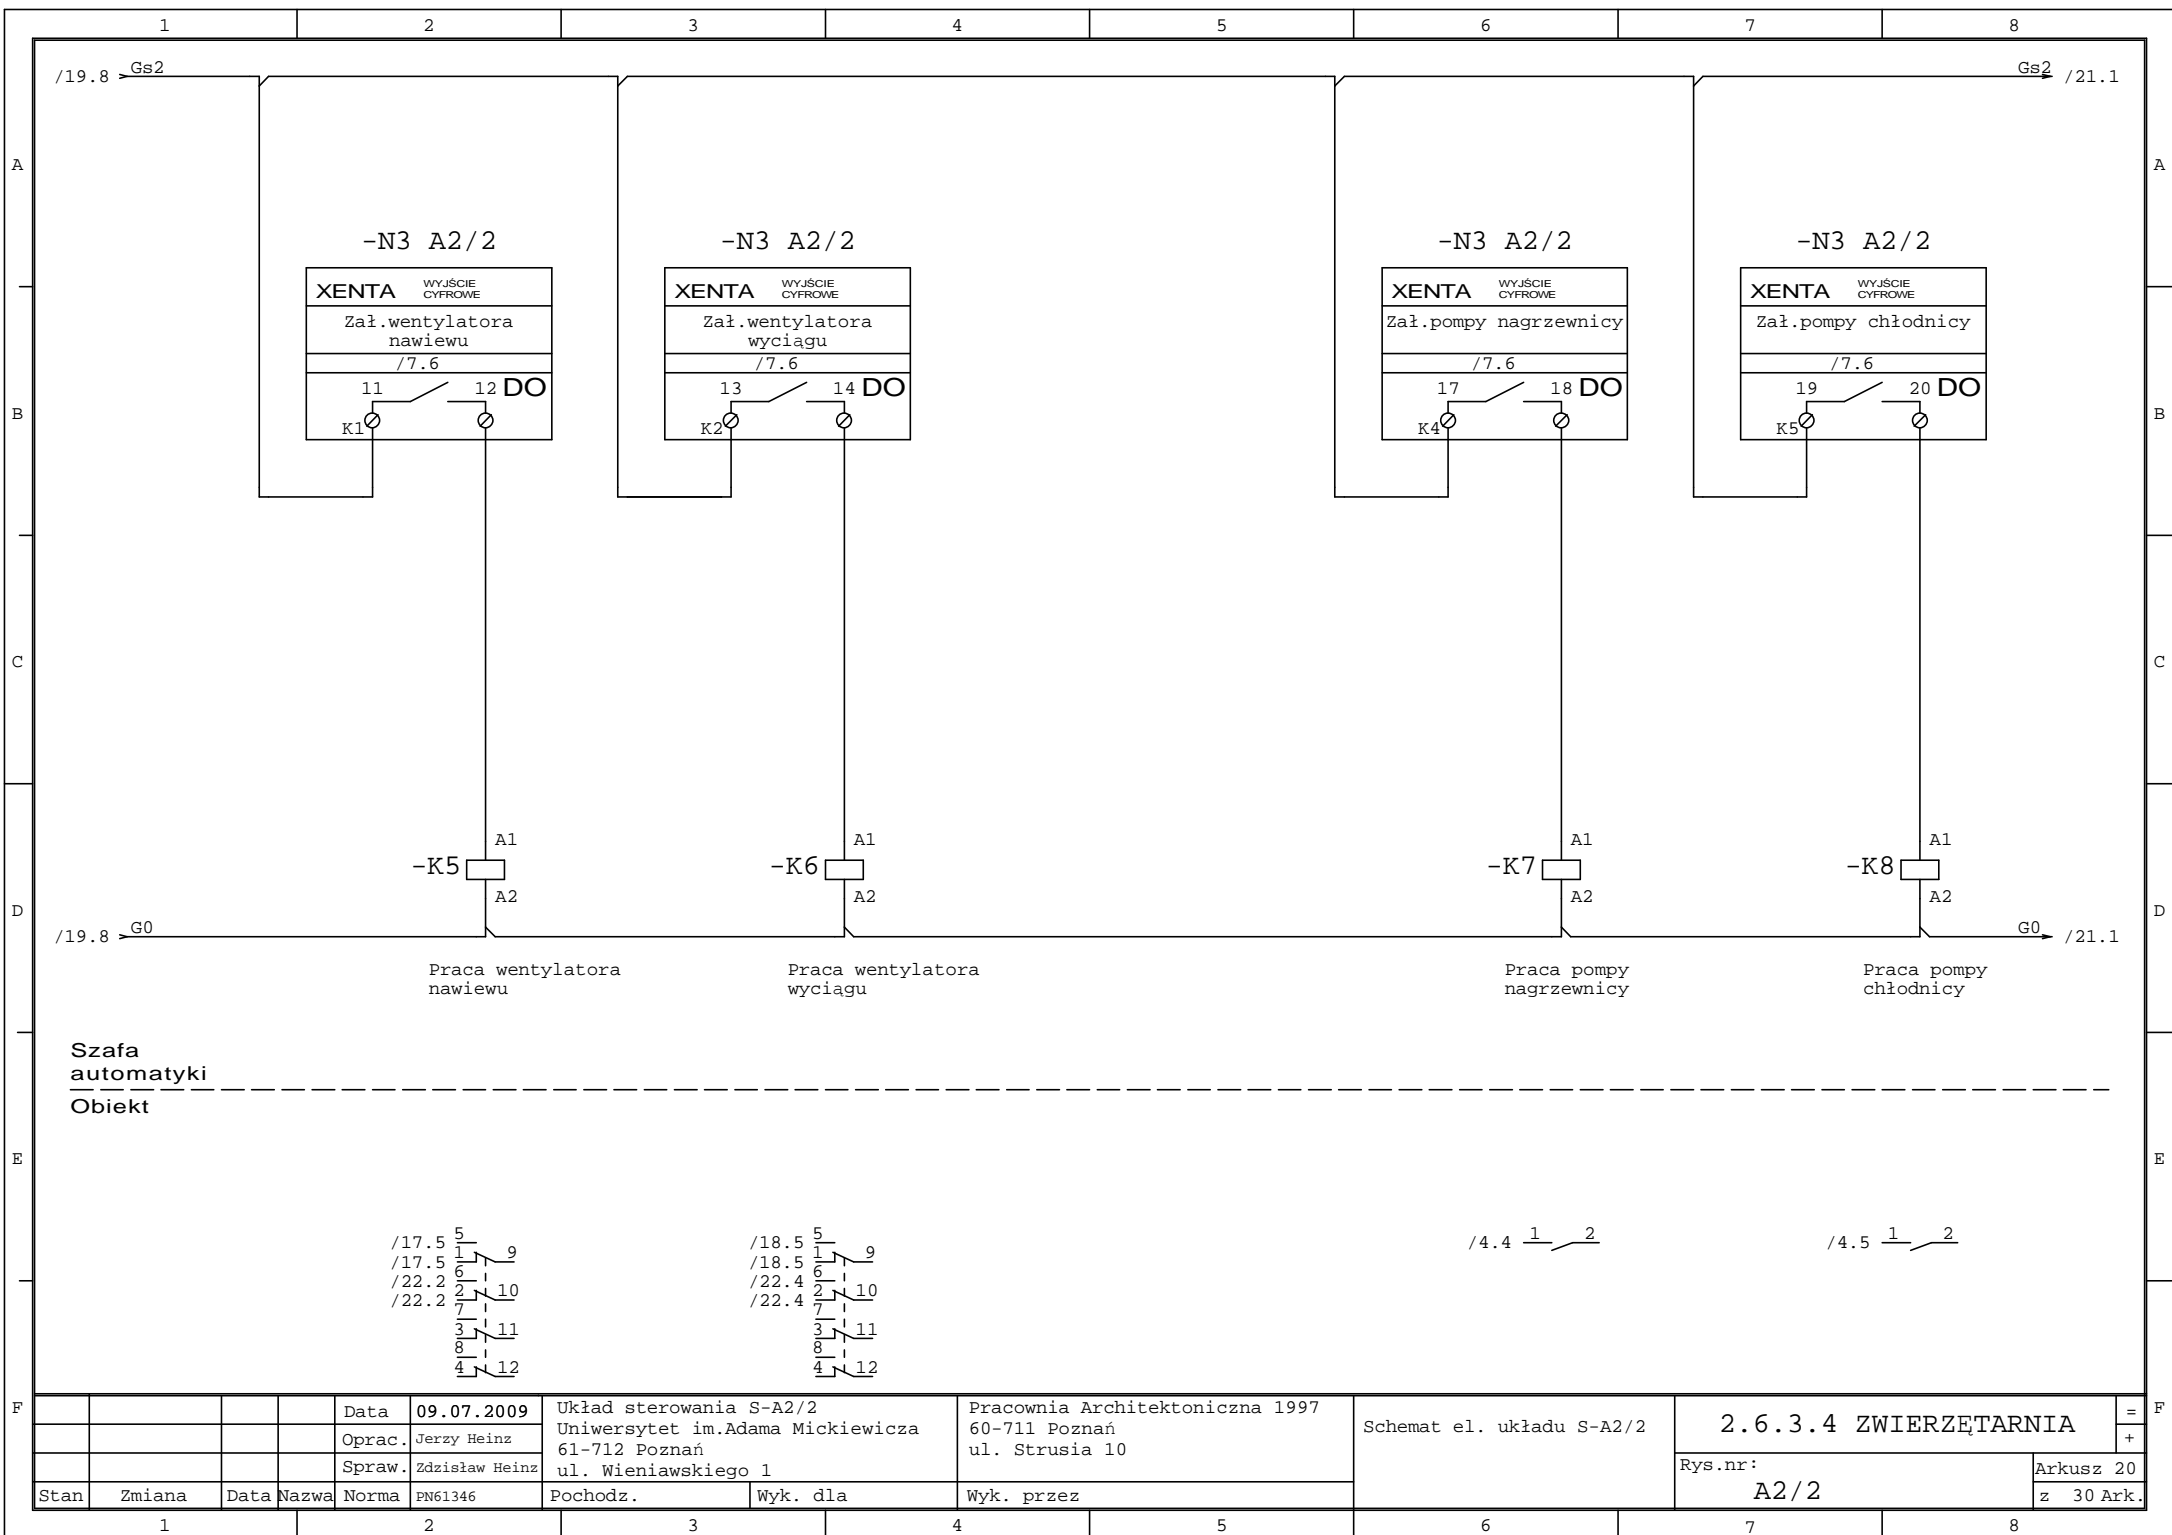 1 2 3 4 5 6 7 8
/19.8 Gs2 Gs2 /21.1
A A
-N3 A2/2 -N3 A2/2 -N3 A2/2 -N3 A2/2
XENTA WYJŚCIE CYFROWE
Zał.wentylatora
nawiewu
/7.6
11 12 DO
K1
XENTA WYJŚCIE CYFROWE
Zał.wentylatora
wyciągu
/7.6
13 14 DO
K2
XENTA WYJŚCIE CYFROWE
Zał.pompy nagrzewnicy
/7.6
17 18 DO
K4
XENTA WYJŚCIE CYFROWE
Zał.pompy chłodnicy
/7.6
19 20 DO
K5
B B
C C
A1 A1 A1 A1
-K5 -K6 -K7 -K8
A2 A2 A2 A2
D D
/19.8 G0 G0 /21.1
Praca wentylatora
nawiewu
Praca wentylatora
wyciągu
Praca pompy
nagrzewnicy
Praca pompy
chłodnicy
Szafa
automatyki
Obiekt
E E
/17.5 5
/17.5 1 9
/22.2 6
/22.2 2 10
7
3 11
8
4 12
/18.5 5
/18.5 1 9
/22.4 6
/22.4 2 10
7
3 11
8
4 12
/4.4 1 2
/4.5 1 2
F F
Data 09.07.2009
Oprac. Jerzy Heinz
Spraw. Zdzisław Heinz
Stan Zmiana Data Nazwa Norma PN61346
Układ sterowania S-A2/2
Uniwersytet im.Adama Mickiewicza
61-712 Poznań
ul. Wieniawskiego 1
Pochodz. Wyk. dla
Pracownia Architektoniczna 1997
60-711 Poznań
ul. Strusia 10
Wyk. przez
Schemat el. układu S-A2/2
2.6.3.4 ZWIERZĘTARNIA
=
+
Rys.nr:
A2/2
Arkusz 20
z 30 Ark.
1 2 3 4 5 6 7 8